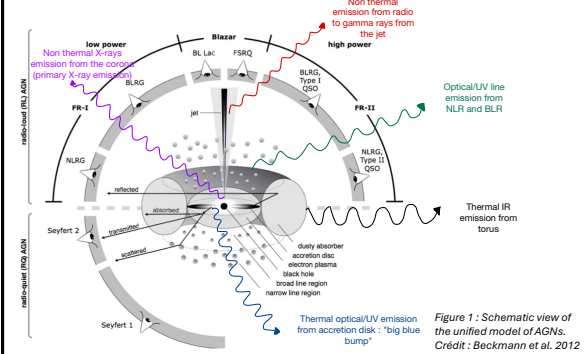 Non thermal
emission from radio
to gamma rays from
the jet
Blazar
low power
high power
BL Lac
FSRQ
Non thermal X-rays
emission from the corona
(primary X-ray emission)
BLRG
BLRG,
Type I
QSO
Optical/UV line
emission from
NLR and BLR
jet
FR-I
FR-II
radio-loud (RL) AGN
NLRG
NLRG,
Type II
QSO
reflected
absorbed
transmitted
scattered
Thermal IR
emission from
torus
Seyfert 2
radio-quiet (RQ) AGN
dusty absorber
accretion disc
electron plasma
black hole
broad line region
narrow line region
Seyfert 1
Thermal optical/UV emission
from accretion disk : "big blue
bump"
Figure 1 : Schematic view of
the unified model of AGNs.
Crédit : Beckmann et al. 2012